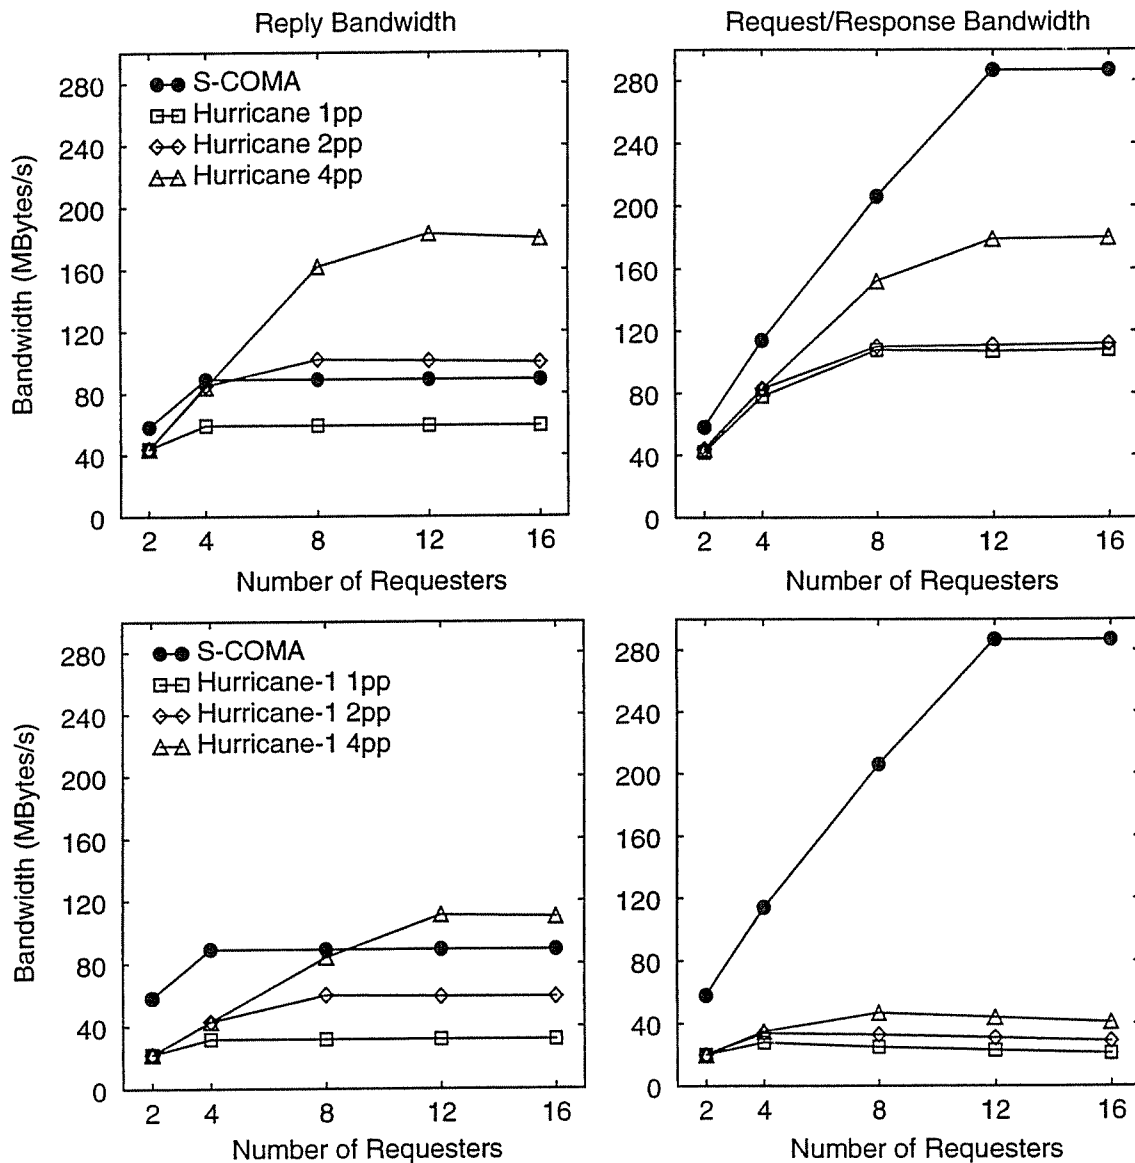 Reply Bandwidth
Request/Response Bandwidth
S-COMA
Hurricane 1pp
Hurricane 2pp
Hurricane 4pp
Bandwidth (MBytes/s)
280
240
200
160
120
80
40
0
2 4 8 12 16
Number of Requesters
280
240
200
160
120
80
40
0
2 4 8 12 16
Number of Requesters
S-COMA
Hurricane-1 1pp
Hurricane-1 2pp
Hurricane-1 4pp
Bandwidth (MBytes/s)
280
240
200
160
120
80
40
0
2 4 8 12 16
Number of Requesters
280
240
200
160
120
80
40
0
2 4 8 12 16
Number of Requesters